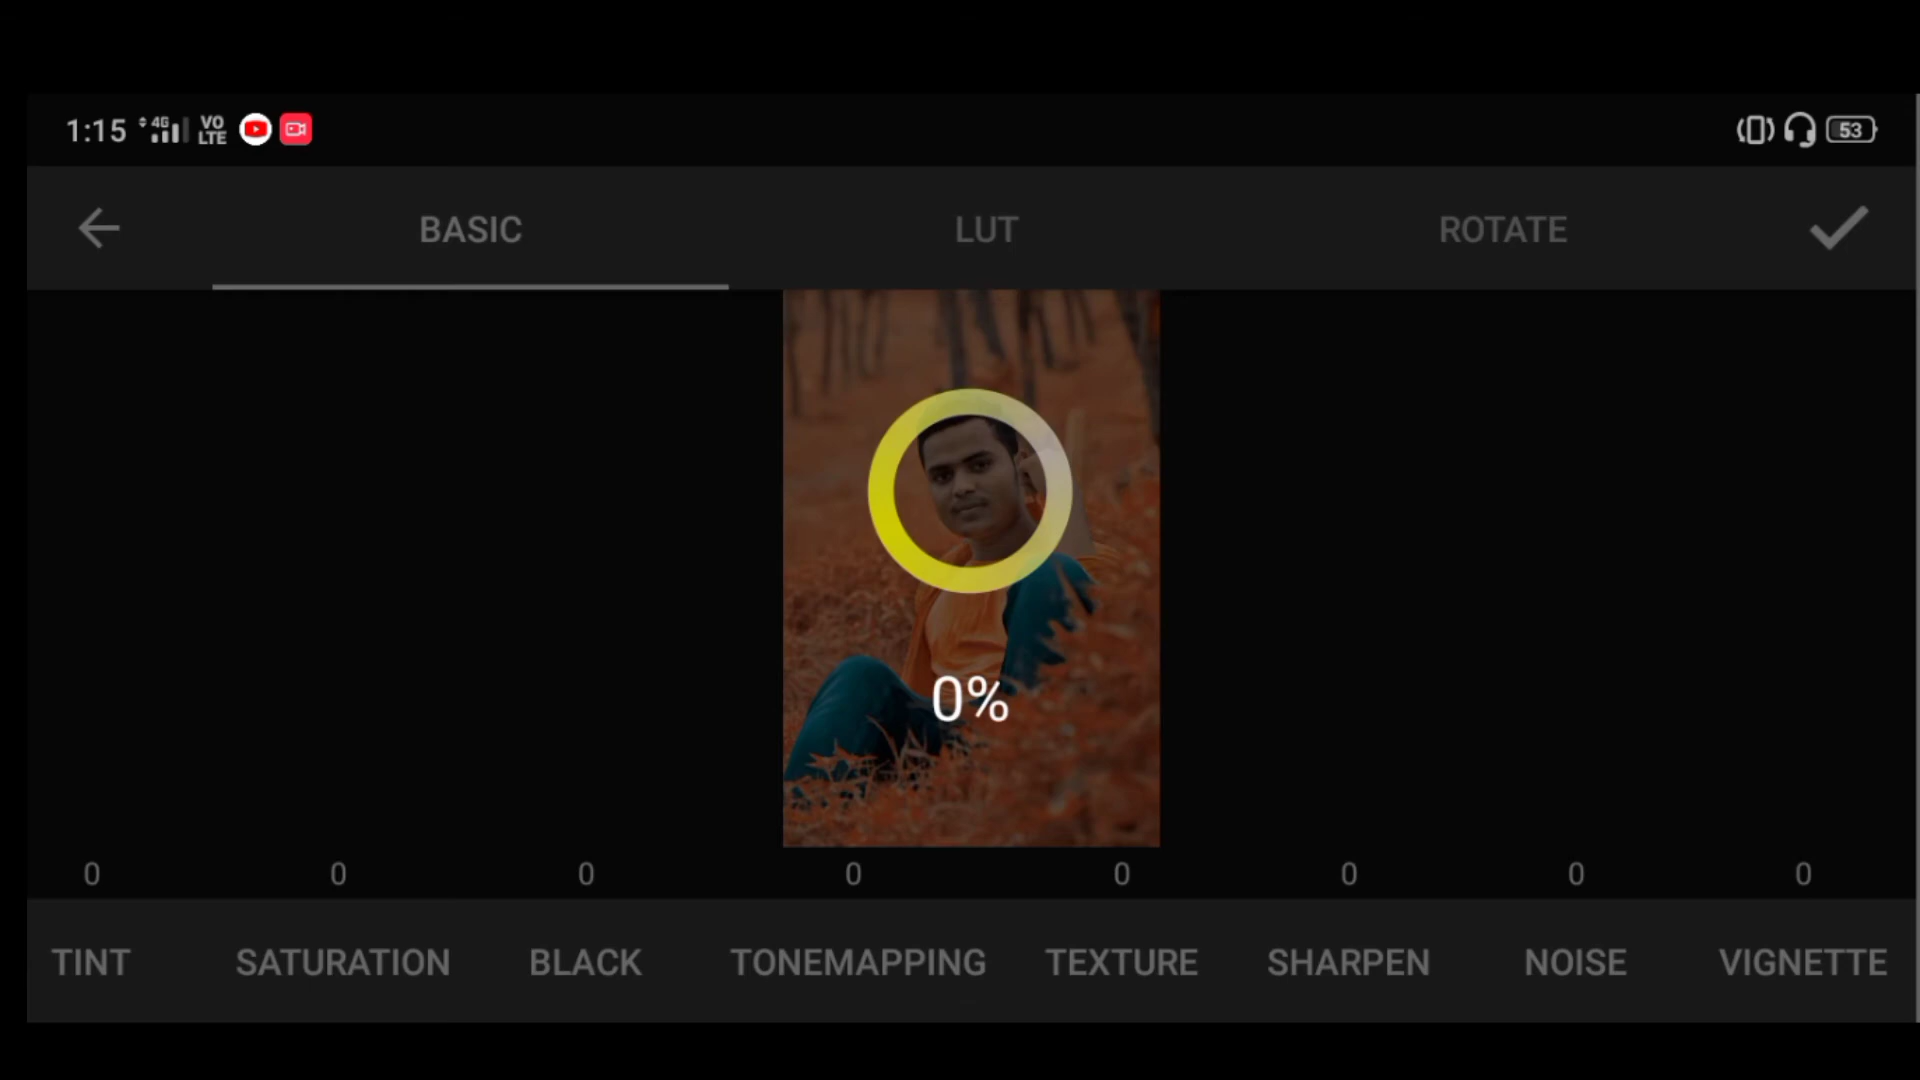 1:15 4G VO LTE 53
BASIC LUT ROTATE
0%
0 0 0 0 0 0 0 0
TINT SATURATION BLACK TONEMAPPING TEXTURE SHARPEN NOISE VIGNETTE